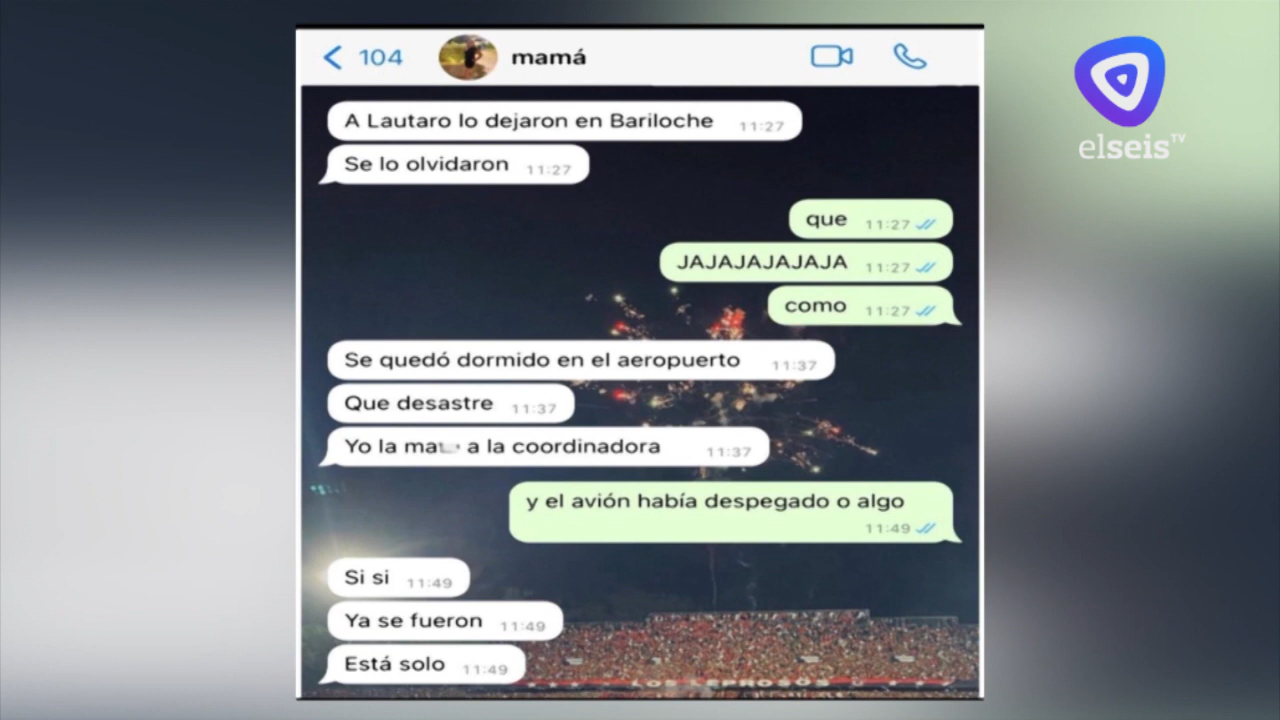 104
mamá
elseis TV
A Lautaro lo dejaron en Bariloche 11:27
Se lo olvidaron 11:27
que 11:27
JAJAJAJAJAJA 11:27
como 11:27
Se quedó dormido en el aeropuerto 11:37
Que desastre 11:37
Yo la a la coordinadora 11:37
y el avión había despegado o algo
11:49
Si si 11:49
Ya se fueron 11:49
Está solo 11:49
LOS LEPROSOS